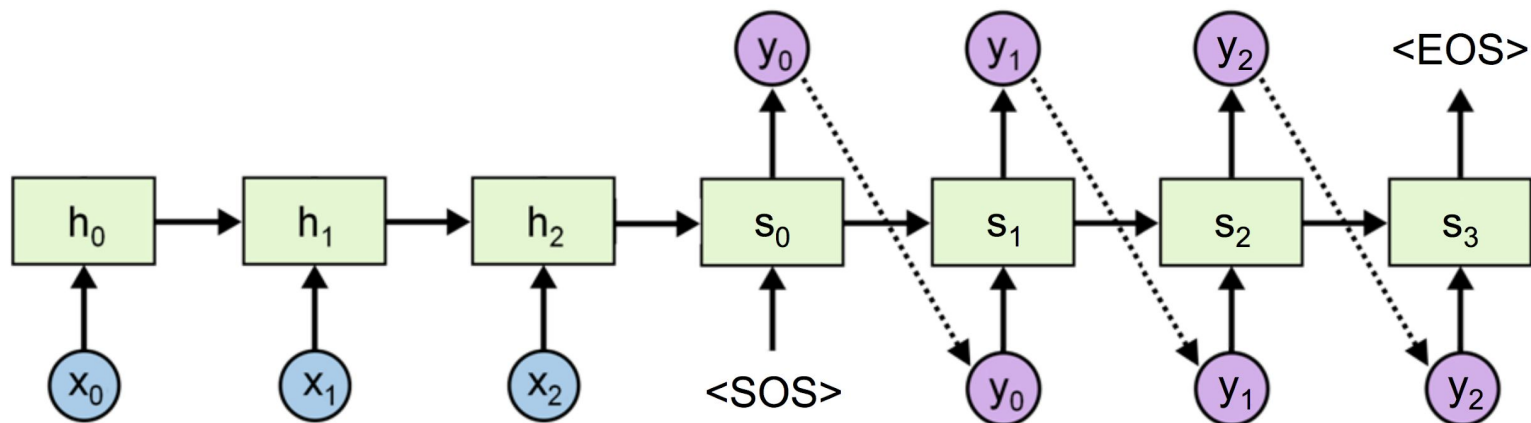 y₀ y₁ y₂ <EOS>
h₀ h₁ h₂ s₀ s₁ s₂ s₃
x₀ x₁ x₂ <SOS> y₀ y₁ y₂